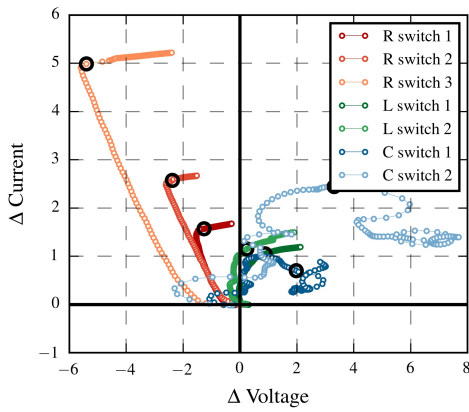 6
5
4
3
2
1
0
−1
Δ Current
R switch 1
R switch 2
R switch 3
L switch 1
L switch 2
C switch 1
C switch 2
−6 −4 −2 0 2 4 6 8
Δ Voltage